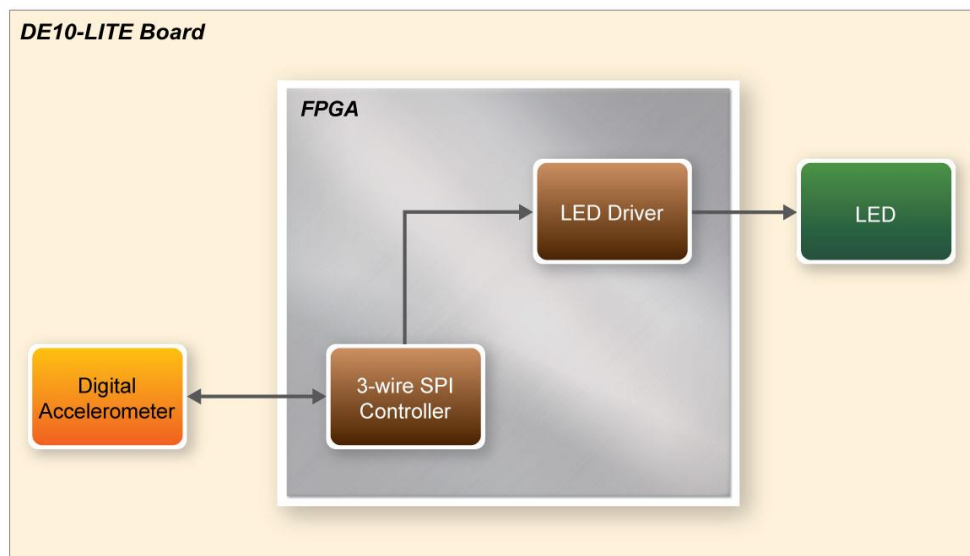 DE10-LITE Board
FPGA
LED Driver
LED
Digital
Accelerometer
3-wire SPI
Controller